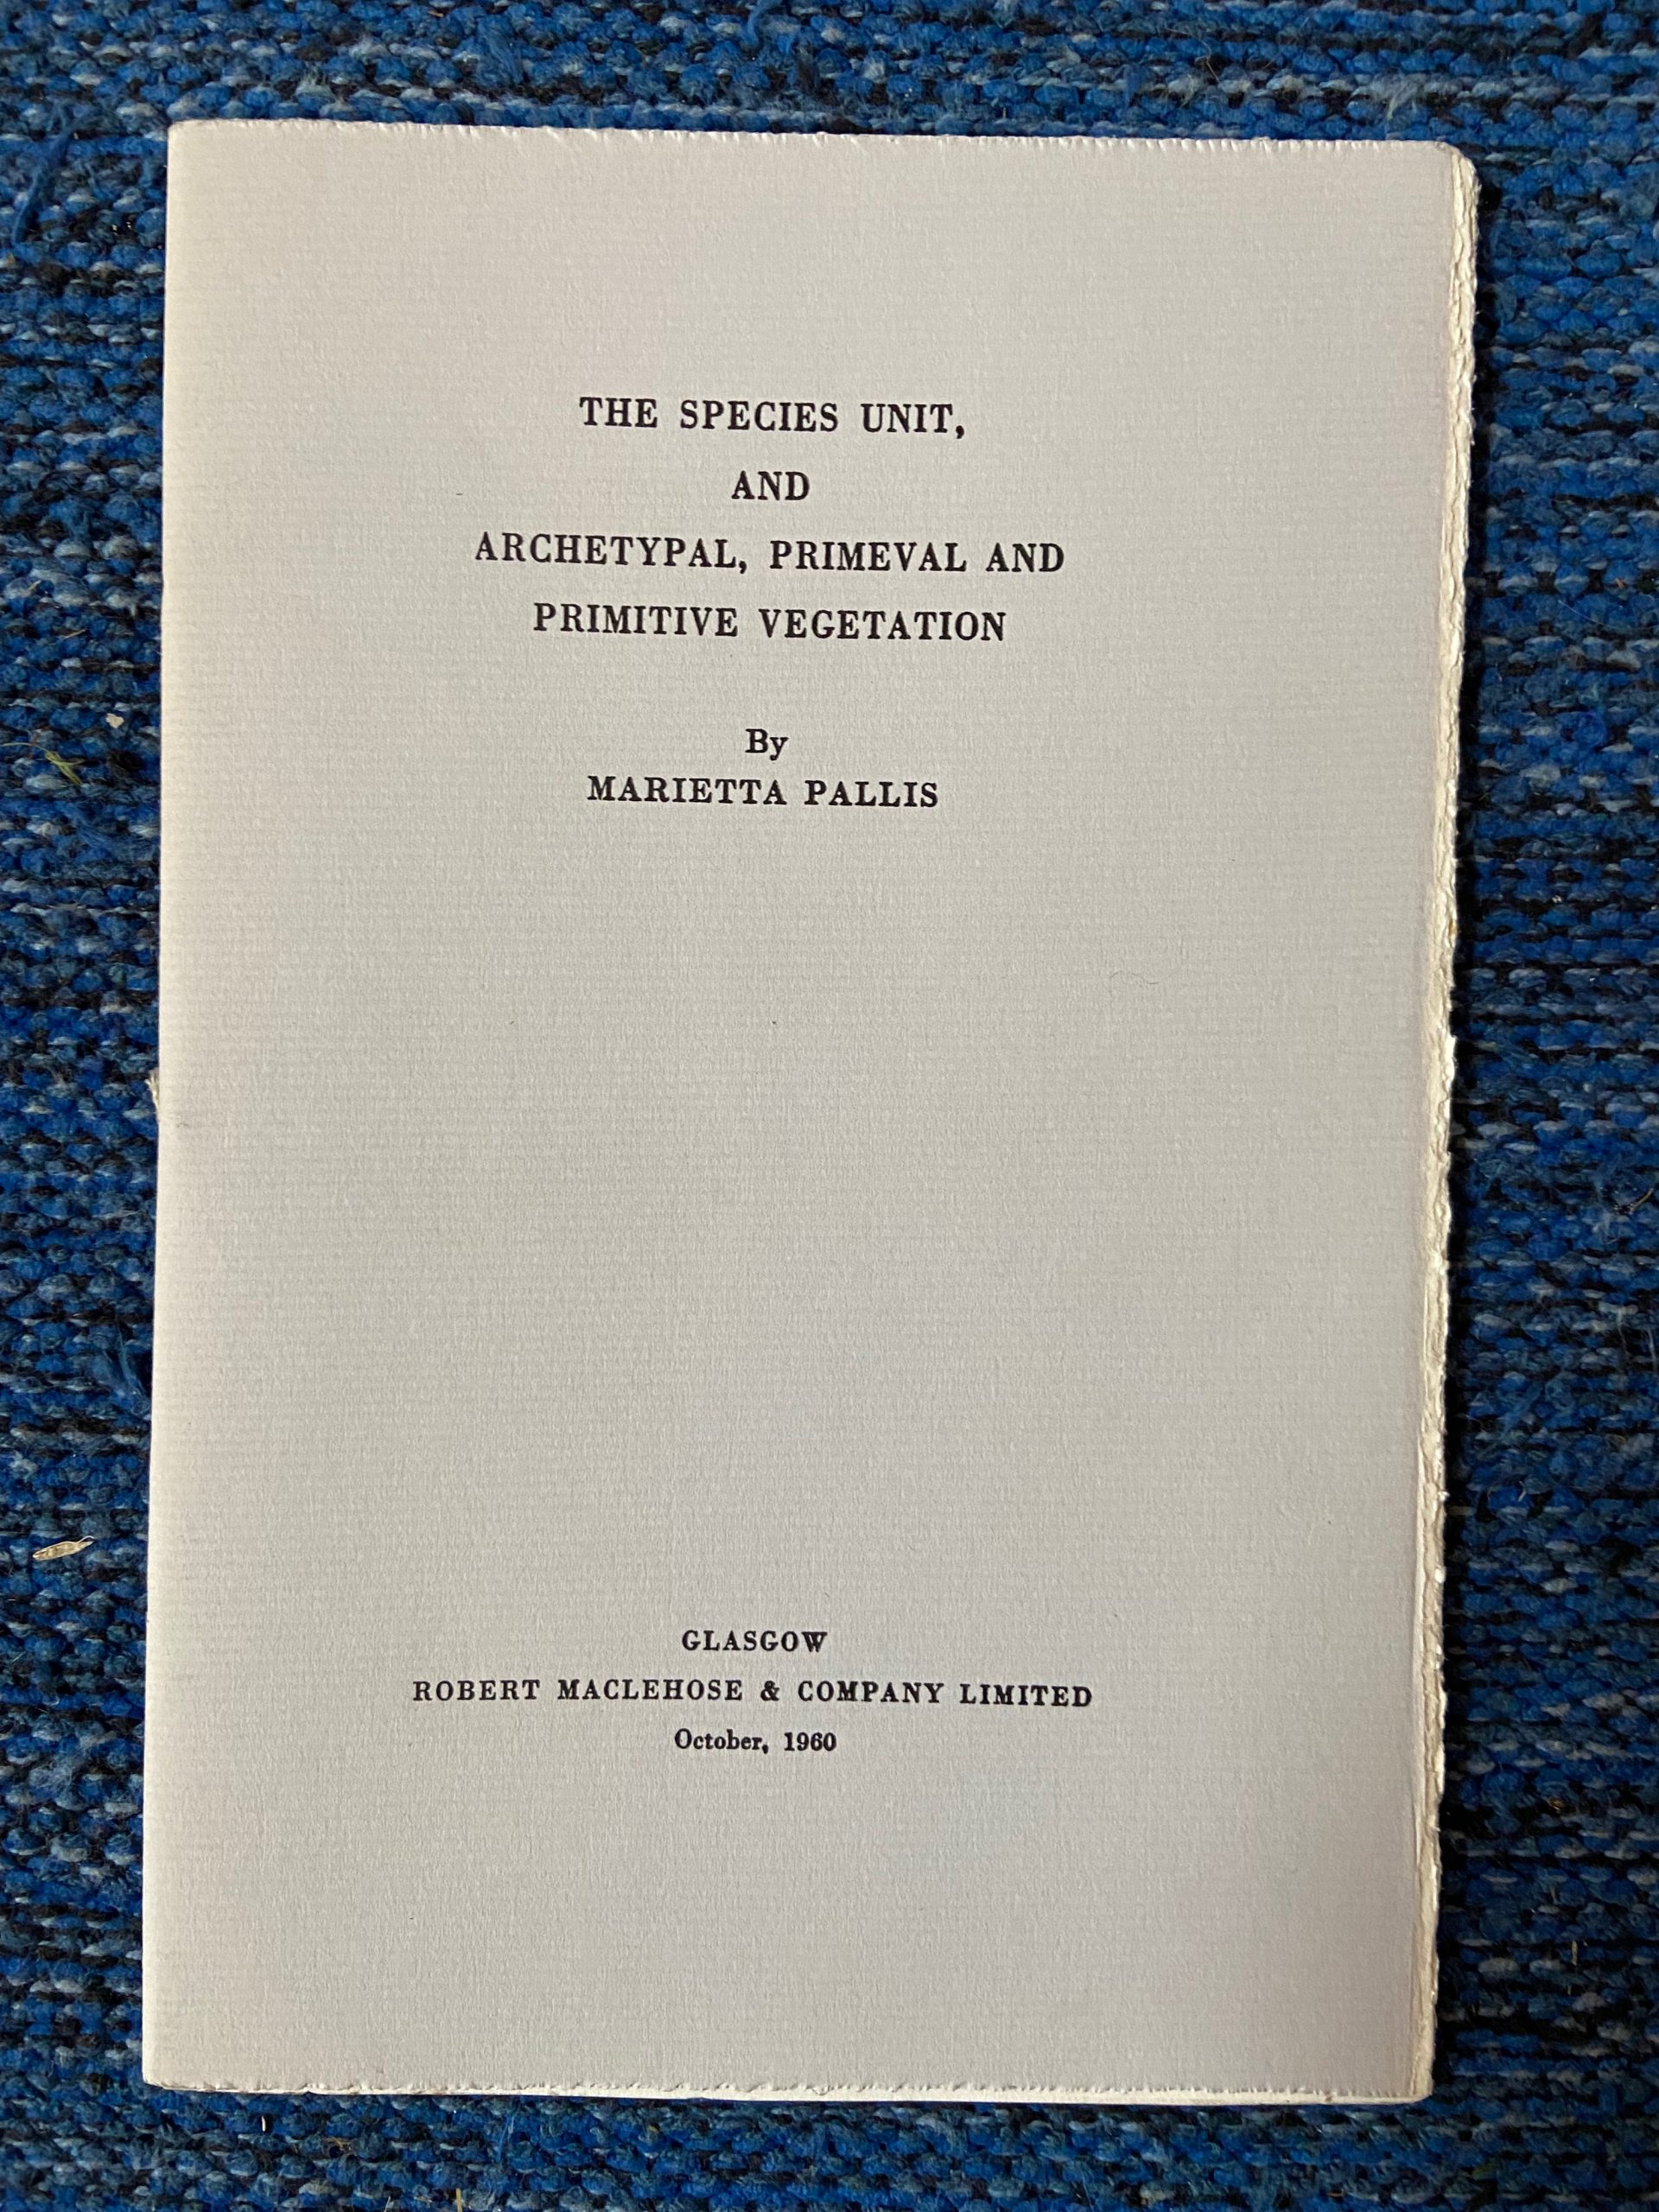 THE SPECIES UNIT,
AND
ARCHETYPAL, PRIMEVAL AND
PRIMITIVE VEGETATION
By
MARIETTA PALLIS
GLASGOW
ROBERT MACLEHOSE & COMPANY LIMITED
October, 1960